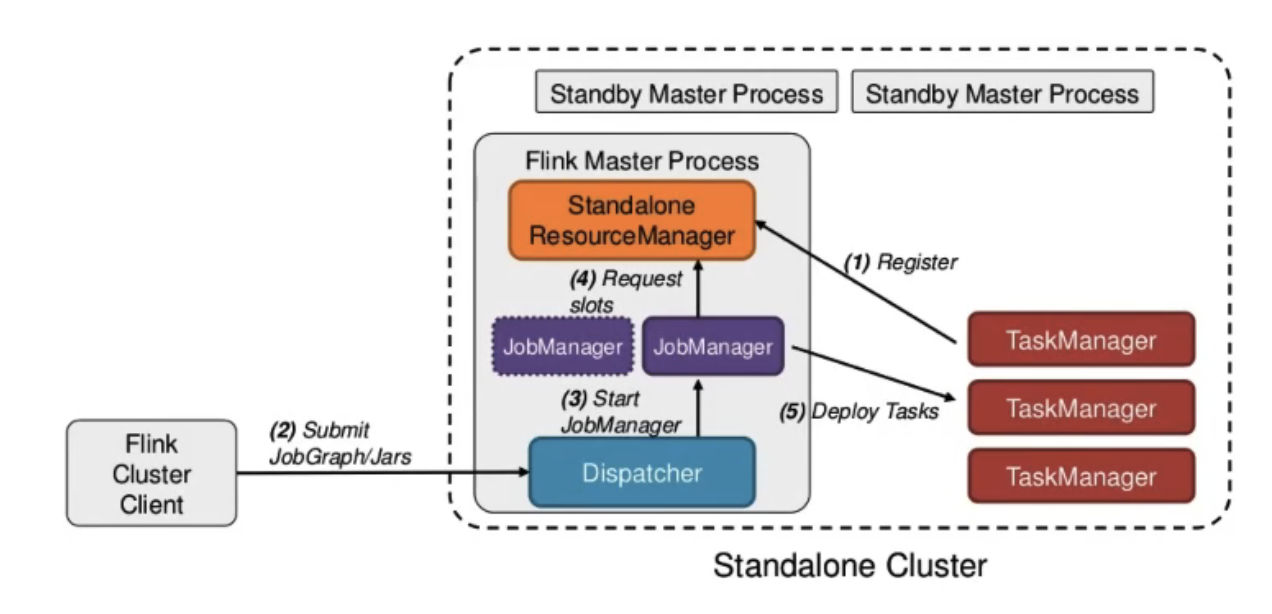 Standby Master Process
Standby Master Process
Flink Master Process
Standalone
ResourceManager
(1) Register
(4) Request
slots
JobManager
JobManager
TaskManager
(3) Start
JobManager
(5) Deploy Tasks
TaskManager
Flink
Cluster
Client
(2) Submit
JobGraph/Jars
Dispatcher
TaskManager
Standalone Cluster